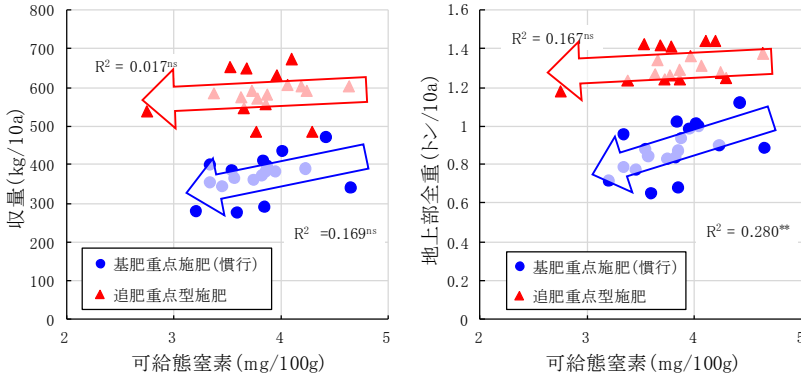 収量(kg/10a)
800
700
600
500
400
300
200
100
0
R² = 0.017ns
R² =0.169ns
基肥重点施肥(慣行)
追肥重点型施肥
2
3
4
5
可給態窒素(mg/100g)
地上部全重(トン/10a)
1.6
1.4
1.2
1
0.8
0.6
0.4
0.2
0
R² = 0.167ns
R² = 0.280**
基肥重点施肥(慣行)
追肥重点型施肥
2
3
4
5
可給態窒素(mg/100g)